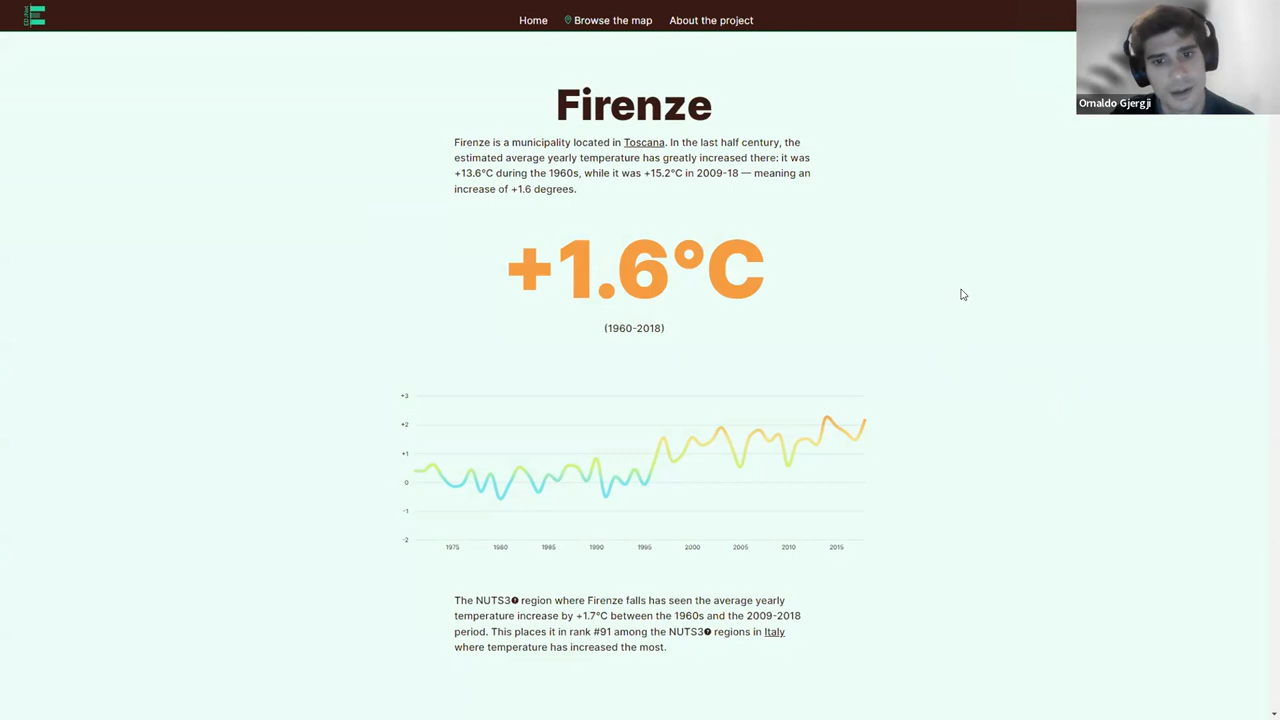 EDJNet
Home
Browse the map
About the project
Ornaldo Gjergji
Firenze
Firenze is a municipality located in Toscana. In the last half century, the
estimated average yearly temperature has greatly increased there: it was
+13.6°C during the 1960s, while it was +15.2°C in 2009-18 — meaning an
increase of +1.6 degrees.
+1.6°C
(1960-2018)
+3
+2
+1
0
-1
-2
1975 1980 1985 1990 1995 2000 2005 2010 2015
The NUTS3? region where Firenze falls has seen the average yearly
temperature increase by +1.7°C between the 1960s and the 2009-2018
period. This places it in rank #91 among the NUTS3? regions in Italy
where temperature has increased the most.